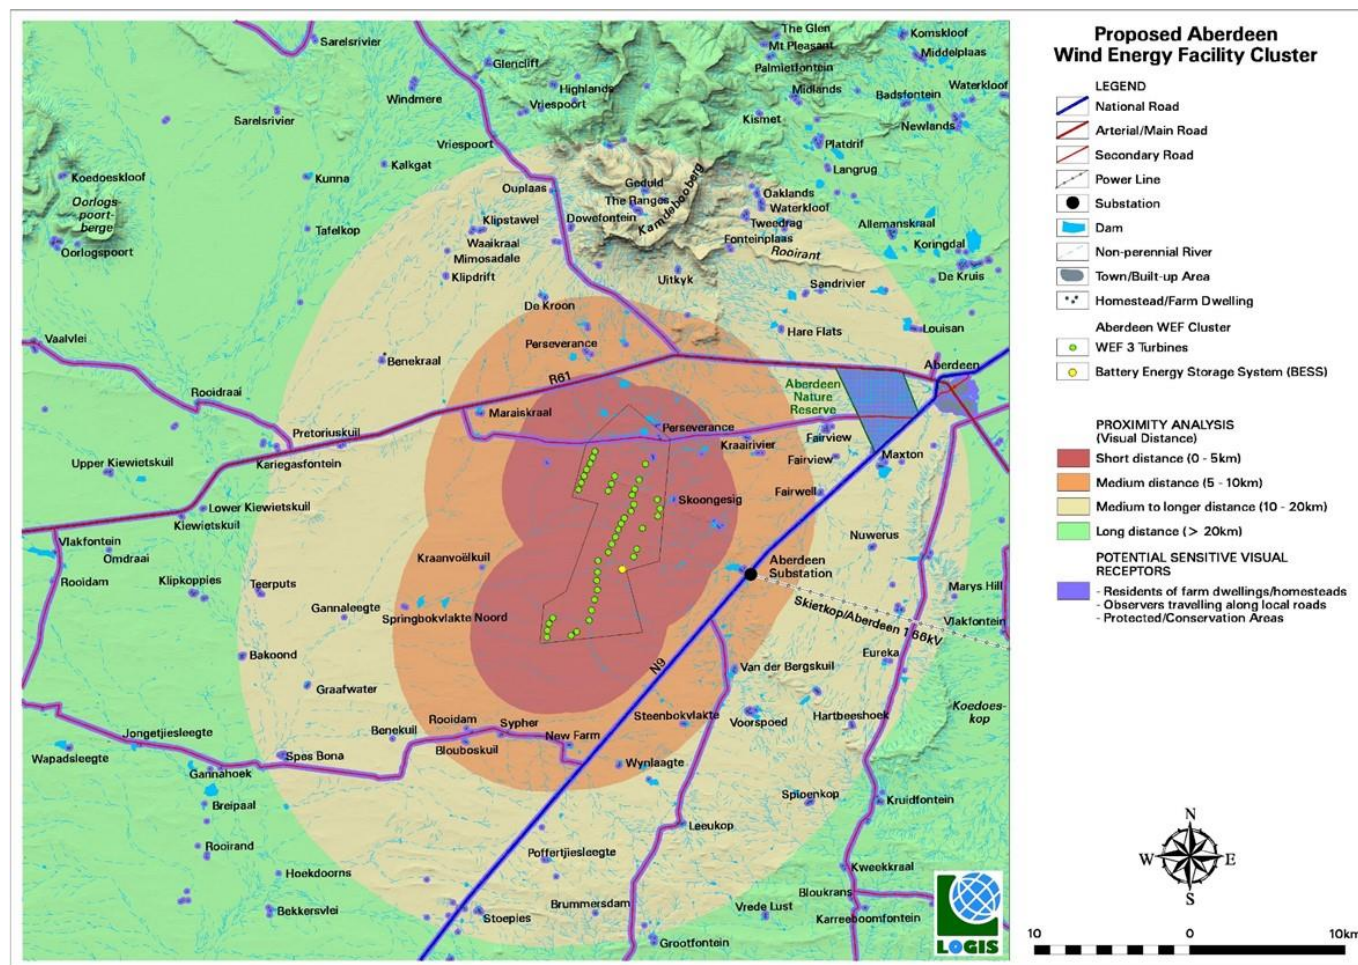 Proposed Aberdeen
Wind Energy Facility Cluster
LEGEND
National Road
Arterial/Main Road
Secondary Road
Power Line
Substation
Dam
Non-perennial River
Town/Built-up Area
Homestead/Farm Dwelling
Aberdeen WEF Cluster
WEF 3 Turbines
Battery Energy Storage System (BESS)
PROXIMITY ANALYSIS
(Visual Distance)
Short distance (0 - 5km)
Medium distance (5 - 10km)
Medium to longer distance (10 - 20km)
Long distance (> 20km)
POTENTIAL SENSITIVE VISUAL
RECEPTORS
- Residents of farm dwellings/homesteads
- Observers travelling along local roads
- Protected/Conservation Areas
N
W E
S
10 0 10km
LOGIS
Sarelsrivier
Glencliff
The Glen
Mt Pleasant
Palmietfontein
Komskloof
Middelplaas
Windmere
Highlands
Vriespoort
Midlands
Badsfontein
Waterkloof
Sarelsrivier
Kismet
Newlands
Vriespoort
Platdrif
Kalkgat
Langrug
Koedoeskloof
Kunna
Ouplaas
Geduld
The Ranges
Kamdebooberg
Oaklands
Waterkloof
Oorlogs-
poort-
berge
Klipstawel
Dowefontein
Tweedrag
Allemanskraal
Tafelkop
Waaikraal
Fonteinplaas
Koringdal
Oorlogspoort
Mimosadale
Rooirant
Klipdrift
Uitkyk
Sandrivier
De Kruis
De Kroon
Vaalvlei
Perseverance
Hare Flats
Louisan
Benekraal
Aberdeen
R61
Aberdeen
Nature
Reserve
Rooidraai
Maraiskraal
Perseverance
Pretoriuskuil
Kraairivier
Fairview
Kariegasfontein
Fairview
Maxton
Upper Kiewietskuil
Fairwell
Skoongesig
Lower Kiewietskuil
Kiewietskuil
Vlakfontein
Nuwerus
Omdraai
Kraanvoëlkuil
Aberdeen
Substation
Rooidam
Klipkoppies
Teerputs
Marys Hill
Gannaleegte
Springbokvlakte Noord
Skietkop/Aberdeen 1 66kV
Vlakfontein
Bakoond
N9
Eureka
Van der Bergskuil
Graafwater
Koedoes-
kop
Steenbokvlakte
Voorspoed
Hartbeeshoek
Rooidam
Sypher
Jongetjiesleegte
Benekuil
New Farm
Wapadsleegte
Spes Bona
Blouboskuil
Gannahoek
Wynlaagte
Breipaal
Sploenkop
Kruidfontein
Leeukop
Rooirand
Poffertjiesleegte
Hoekdoorns
Kweekkraal
Bloukrans
Bekkersvlei
Stoepies
Brummersdam
Vrede Lust
Karreeboomfontein
Grootfontein